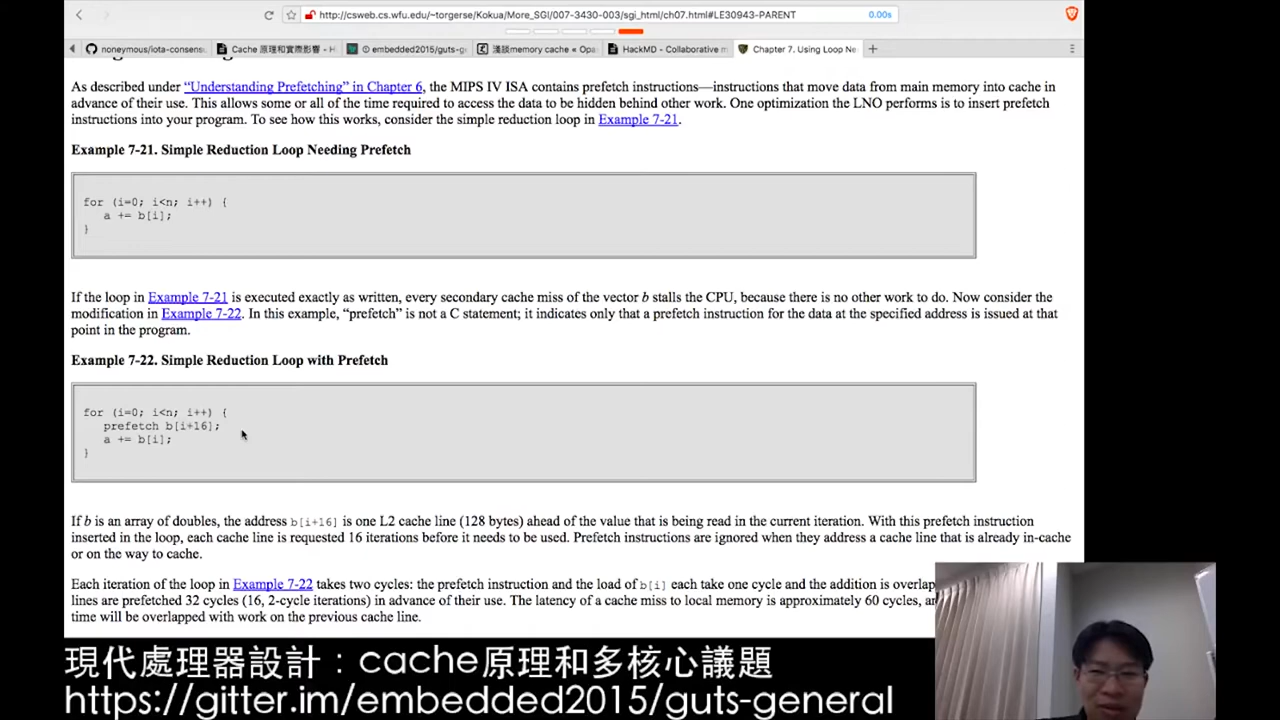 http://csweb.cs.wfu.edu/~torgerse/Kokua/More_SGI/007-3430-003/sgi_html/ch07.html#LE30943-PARENT
0.00s
noneymous/iota-consensu
Cache 原理和實際影響 - H
embedded2015/guts-g
淺談memory cache « Opa
HackMD - Collaborative m
Chapter 7. Using Loop Ne
As described under “Understanding Prefetching” in Chapter 6, the MIPS IV ISA contains prefetch instructions—instructions that move data from main memory into cache in
advance of their use. This allows some or all of the time required to access the data to be hidden behind other work. One optimization the LNO performs is to insert prefetch
instructions into your program. To see how this works, consider the simple reduction loop in Example 7-21.
Example 7-21. Simple Reduction Loop Needing Prefetch
for (i=0; i<n; i++) {
a += b[i];
}
If the loop in Example 7-21 is executed exactly as written, every secondary cache miss of the vector b stalls the CPU, because there is no other work to do. Now consider the
modification in Example 7-22. In this example, “prefetch” is not a C statement; it indicates only that a prefetch instruction for the data at the specified address is issued at that
point in the program.
Example 7-22. Simple Reduction Loop with Prefetch
for (i=0; i<n; i++) {
prefetch b[i+16];
a += b[i];
}
If b is an array of doubles, the address b[i+16] is one L2 cache line (128 bytes) ahead of the value that is being read in the current iteration. With this prefetch instruction
inserted in the loop, each cache line is requested 16 iterations before it needs to be used. Prefetch instructions are ignored when they address a cache line that is already in-cache
or on the way to cache.
Each iteration of the loop in Example 7-22 takes two cycles: the prefetch instruction and the load of b[i] each take one cycle and the addition is overlap
lines are prefetched 32 cycles (16, 2-cycle iterations) in advance of their use. The latency of a cache miss to local memory is approximately 60 cycles, a
time will be overlapped with work on the previous cache line.
現代處理器設計：cache原理和多核心議題
https://gitter.im/embedded2015/guts-general